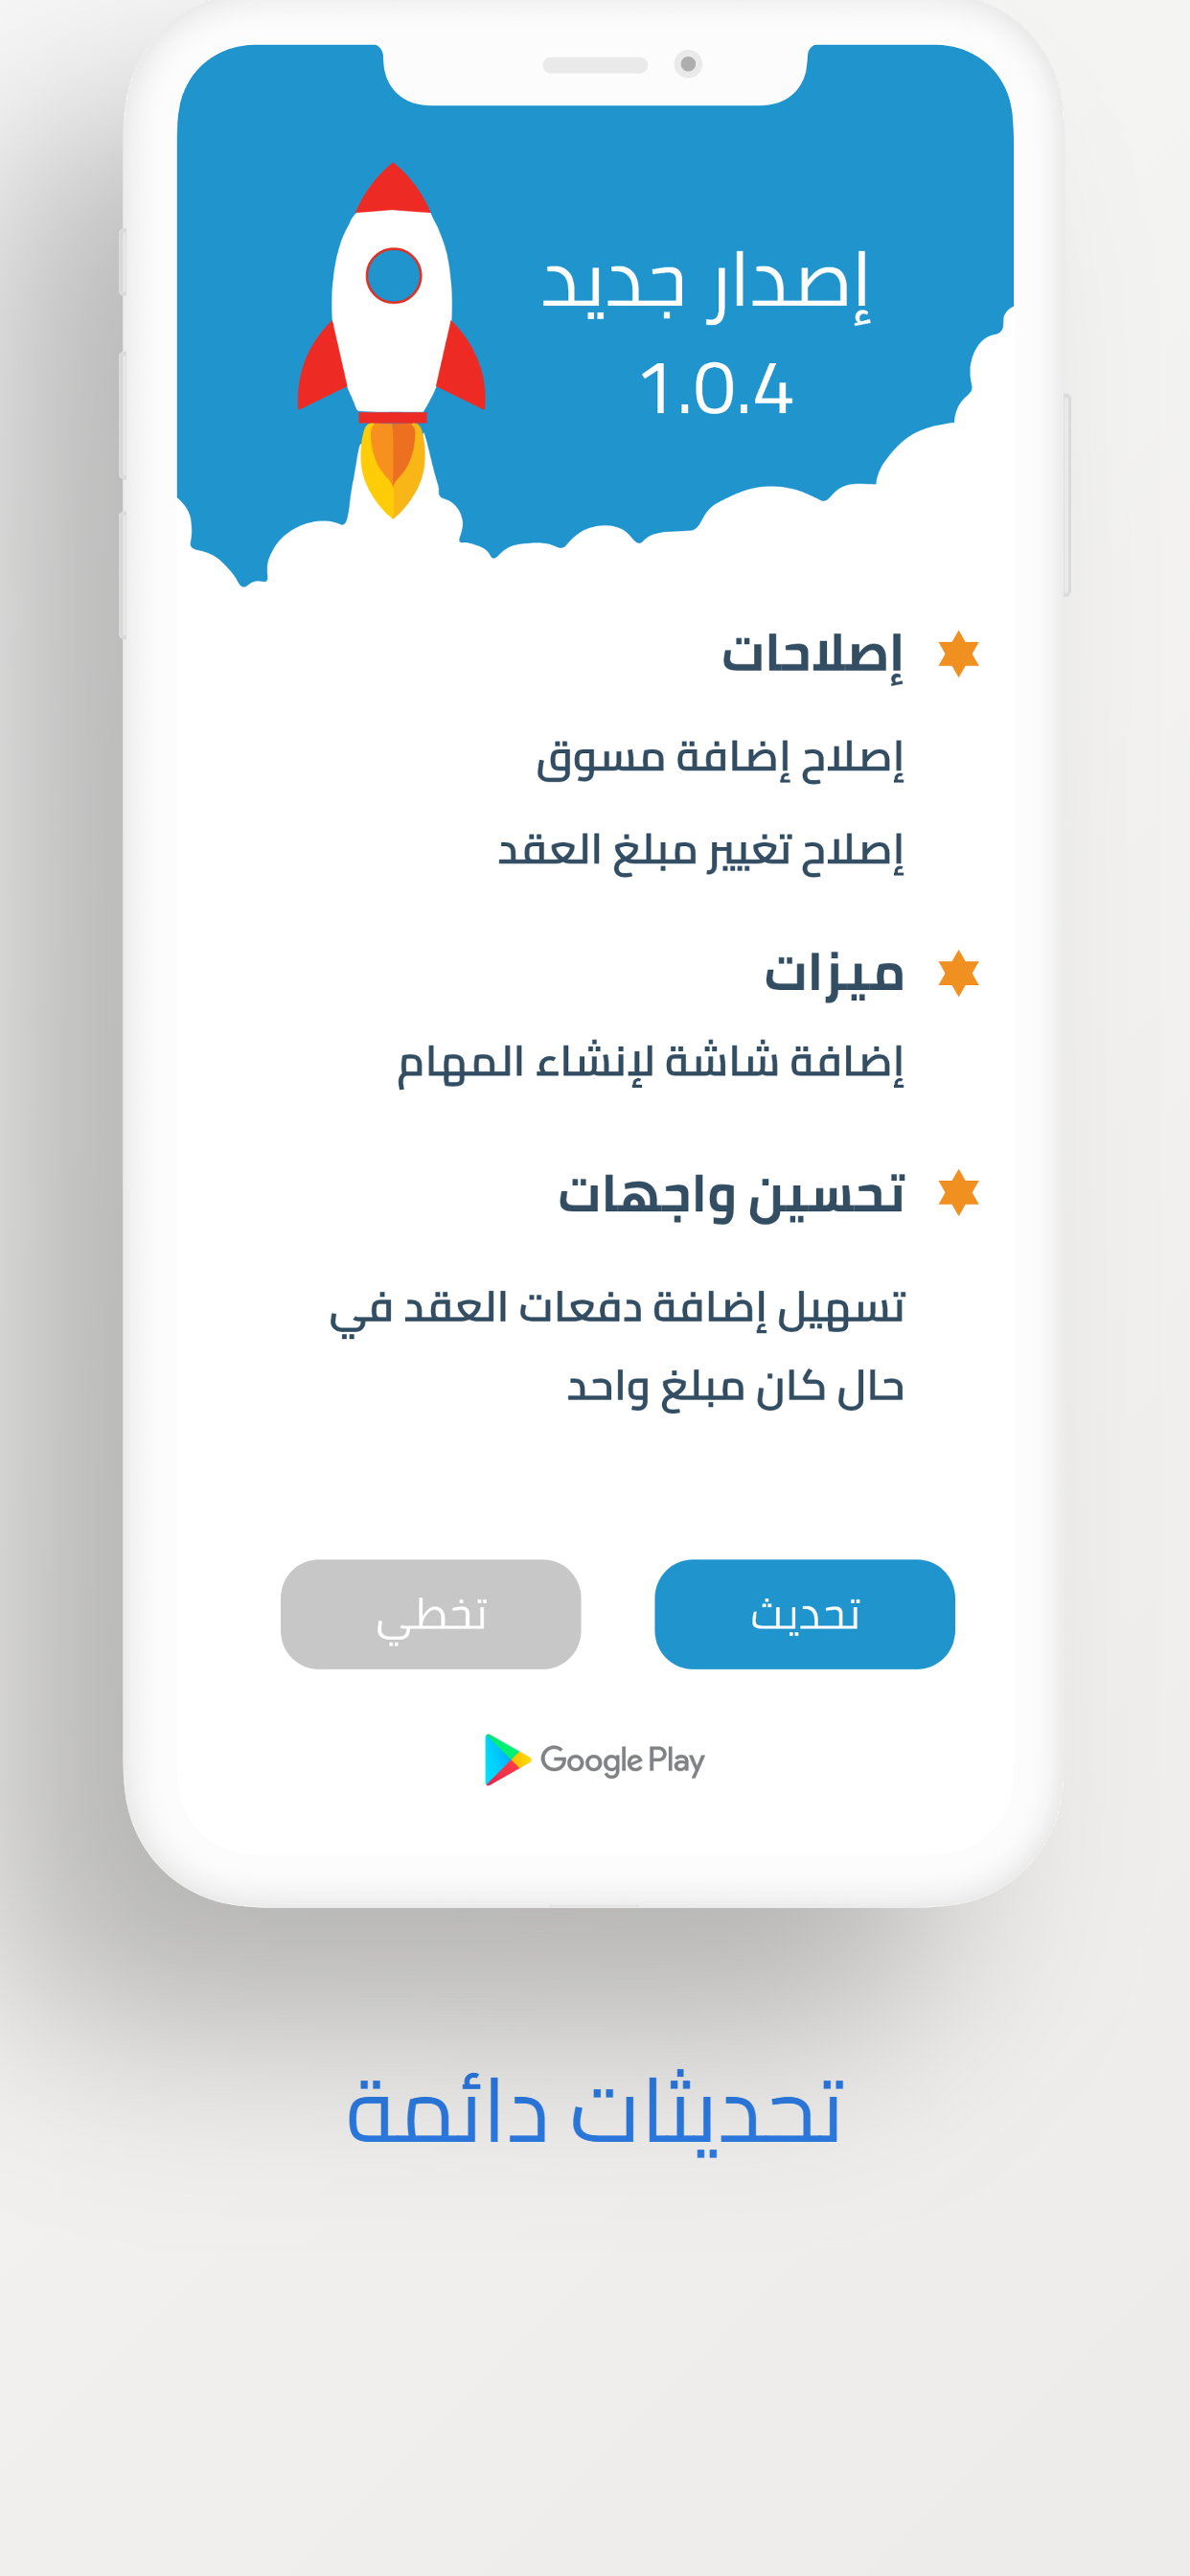 إصدار جديد
1.0.4
إصلاحات
إصلاح إضافة مسوق
إصلاح تغيير مبلغ العقد
ميزات
إضافة شاشة لإنشاء المهام
تحسين واجهات
تسهيل إضافة دفعات العقد في
حال كان مبلغ واحد
تحديث
تخطي
Google Play
تحديثات دائمة